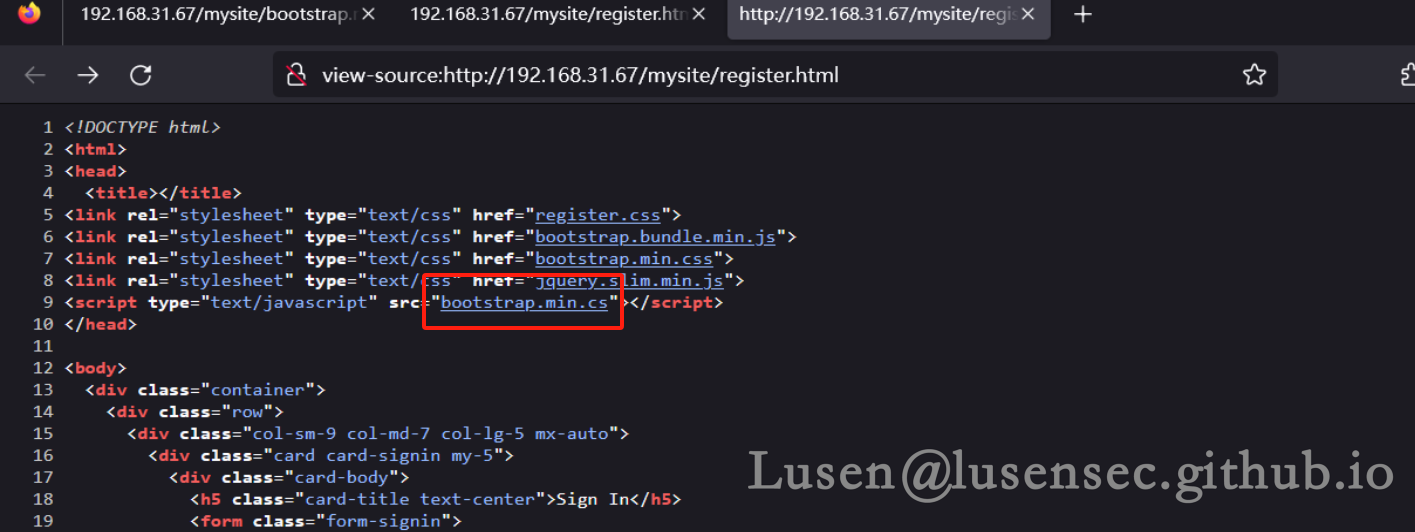 192.168.31.67/mysite/bootstrap.
192.168.31.67/mysite/register.htm
http://192.168.31.67/mysite/regis
view-source:http://192.168.31.67/mysite/register.html
1 <!DOCTYPE html>
2 <html>
3 <head>
4 <title></title>
5 <link rel="stylesheet" type="text/css" href="register.css">
6 <link rel="stylesheet" type="text/css" href="bootstrap.bundle.min.js">
7 <link rel="stylesheet" type="text/css" href="bootstrap.min.css">
8 <link rel="stylesheet" type="text/css" href="jquery.slim.min.js">
9 <script type="text/javascript" src="bootstrap.min.cs"></script>
10 </head>
11
12 <body>
13 <div class="container">
14 <div class="row">
15 <div class="col-sm-9 col-md-7 col-lg-5 mx-auto">
16 <div class="card card-signin my-5">
17 <div class="card-body">
18 <h5 class="card-title text-center">Sign In</h5>
19 <form class="form-signin">
Lusen@lusensec.github.io